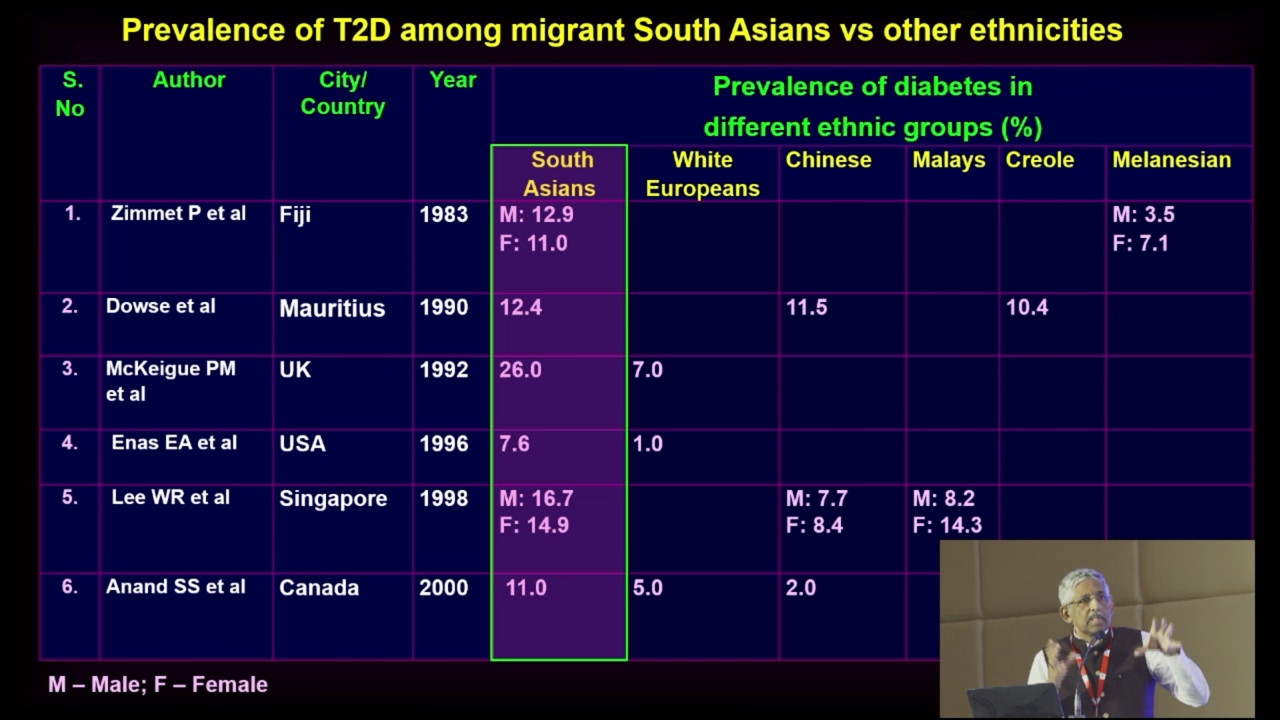 Prevalence of T2D among migrant South Asians vs other ethnicities
S. No
Author
City/
Country
Year
Prevalence of diabetes in
different ethnic groups (%)
South
Asians
White
Europeans
Chinese
Malays
Creole
Melanesian
1. Zimmet P et al Fiji 1983 M: 12.9 M: 3.5
F: 11.0 F: 7.1
2. Dowse et al Mauritius 1990 12.4 11.5 10.4
3. McKeigue PM UK 1992 26.0 7.0
et al
4. Enas EA et al USA 1996 7.6 1.0
5. Lee WR et al Singapore 1998 M: 16.7 M: 7.7 M: 8.2
F: 14.9 F: 8.4 F: 14.3
6. Anand SS et al Canada 2000 11.0 5.0 2.0
M – Male; F – Female